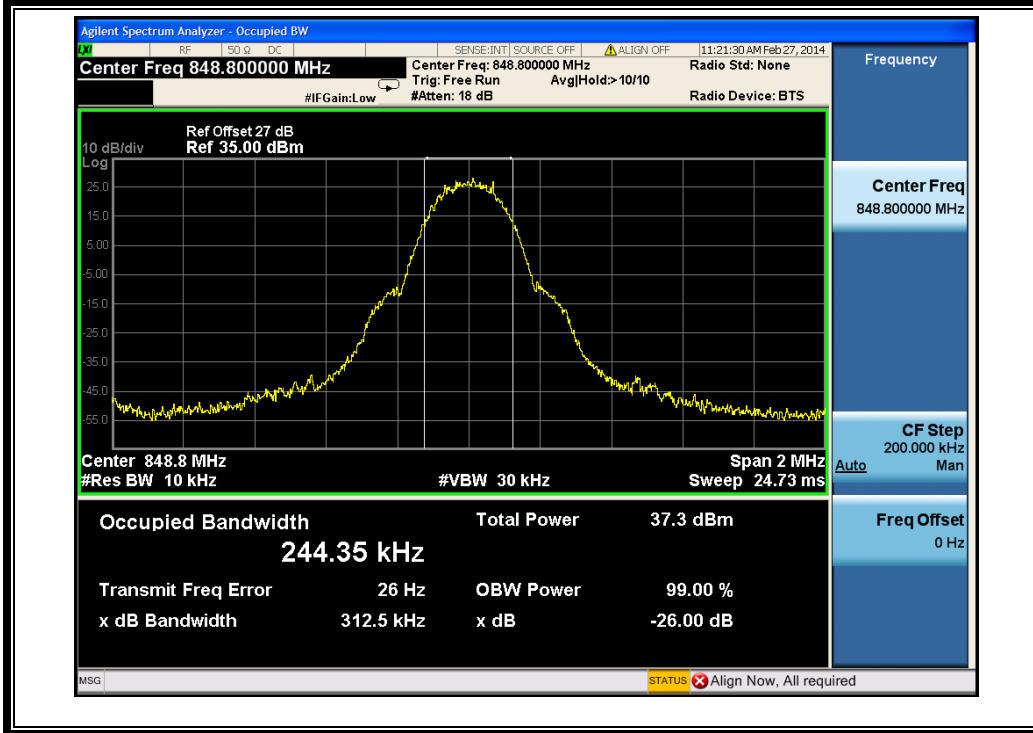 Agilent Spectrum Analyzer - Occupied BW
LXI RF 50 Ω DC SENSE:INT SOURCE OFF ALIGN OFF 11:21:30 AM Feb 27, 2014
Center Freq 848.800000 MHz
Center Freq: 848.800000 MHz
Radio Std: None
Trig: Free Run Avg|Hold:>10/10
#IFGain:Low
#Atten: 18 dB
Radio Device: BTS
Ref Offset 27 dB
10 dB/div Ref 35.00 dBm
Log
25.0
15.0
5.00
-5.00
-15.0
-25.0
-35.0
-45.0
-55.0
Center 848.8 MHz Span 2 MHz
#Res BW 10 kHz #VBW 30 kHz Sweep 24.73 ms
Occupied Bandwidth Total Power 37.3 dBm
244.35 kHz
Transmit Freq Error 26 Hz OBW Power 99.00 %
x dB Bandwidth 312.5 kHz x dB -26.00 dB
Frequency
Center Freq
848.800000 MHz
CF Step
200.000 kHz
Auto Man
Freq Offset
0 Hz
MSG STATUS Align Now, All required